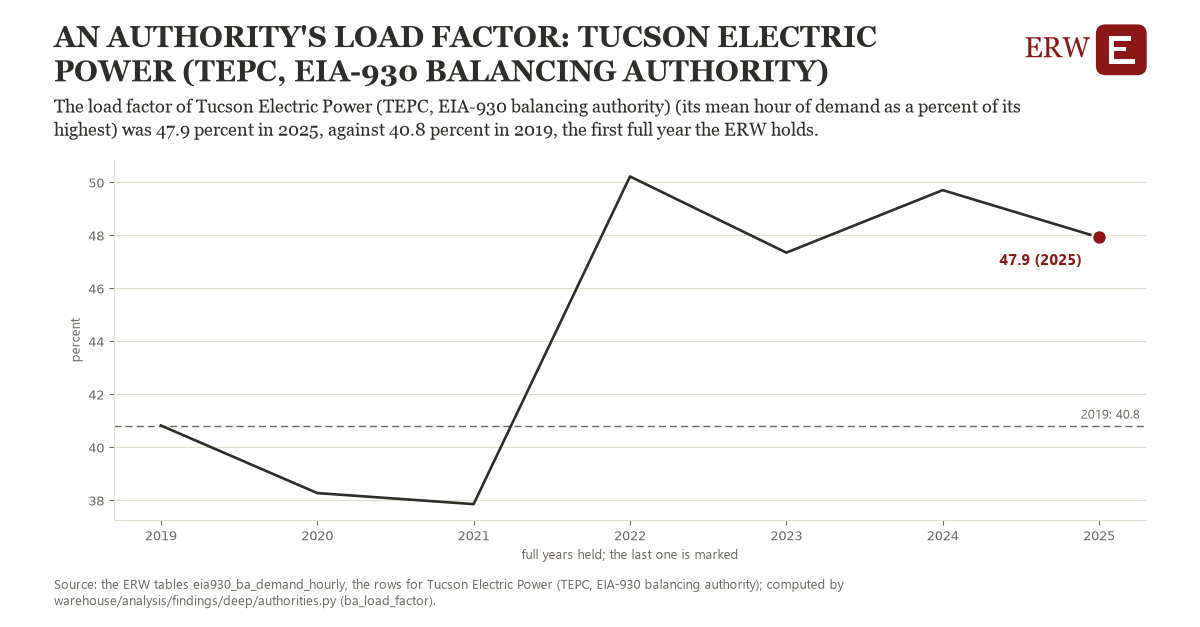 AN AUTHORITY'S LOAD FACTOR: TUCSON ELECTRIC
POWER (TEPC, EIA-930 BALANCING AUTHORITY)
ERW
E
The load factor of Tucson Electric Power (TEPC, EIA-930 balancing authority) (its mean hour of demand as a percent of its
highest) was 47.9 percent in 2025, against 40.8 percent in 2019, the first full year the ERW holds.
50
48
46
44
42
40
38
percent
47.9 (2025)
2019: 40.8
2019
2020
2021
2022
2023
2024
2025
full years held; the last one is marked
Source: the ERW tables eia930_ba_demand_hourly, the rows for Tucson Electric Power (TEPC, EIA-930 balancing authority); computed by
warehouse/analysis/findings/deep/authorities.py (ba_load_factor).